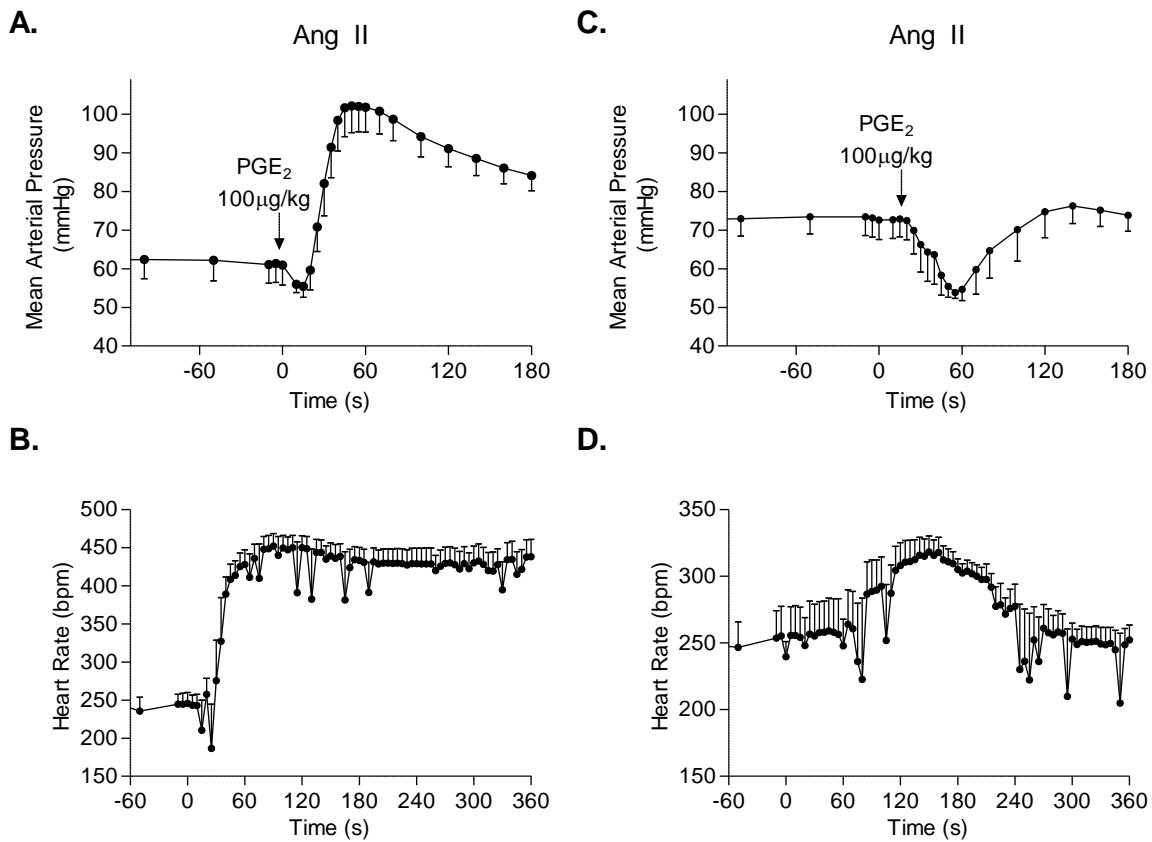 A.
Ang II
Mean Arterial Pressure
(mmHg)
100
90
80
70
60
50
40
PGE₂
100μg/kg
-60
0
60
120
180
Time (s)
C.
Ang II
Mean Arterial Pressure
(mmHg)
100
90
80
70
60
50
40
PGE₂
100μg/kg
-60
0
60
120
180
Time (s)
B.
Heart Rate (bpm)
500
450
400
350
300
250
200
150
-60
0
60
120
180
240
300
360
Time (s)
D.
Heart Rate (bpm)
350
300
250
200
150
-60
0
60
120
180
240
300
360
Time (s)